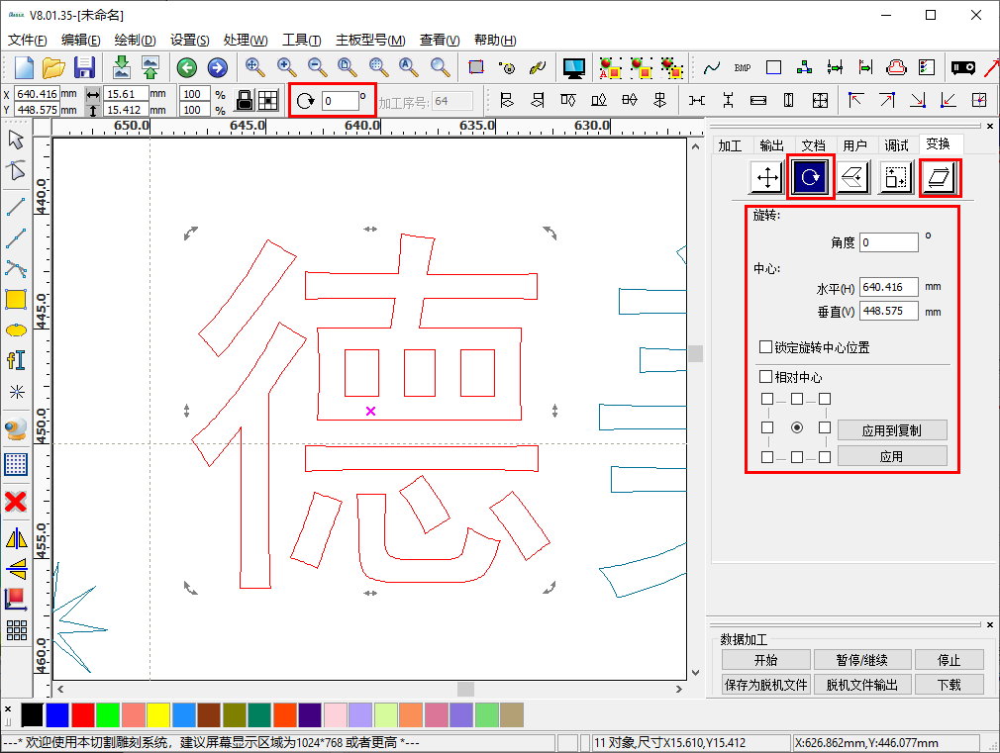 V8.01.35-[未命名]
文件(F) 编辑(E) 绘制(D) 设置(S) 处理(W) 工具(T) 主板型号(M) 查看(V) 帮助(H)
BMP
X 640.416 mm 15.61 mm 100 % 0 ° 加工序号: 64
Y 448.575 mm 15.412 mm 100 %
650.0 645.0 640.0 635.0 630.0
440.0
445.0
450.0
455.0
460.0
德
加工 输出 文档 用户 调试 变换
旋转:
角度 0 °
中心:
水平(H) 640.416 mm
垂直(V) 448.575 mm
锁定旋转中心位置
相对中心
应用到复制
应用
数据加工
开始 暂停/继续 停止
保存为脱机文件 脱机文件输出 下载
---* 欢迎使用本切割雕刻系统，建议屏幕显示区域为1024*768 或者更高 *---
11 对象,尺寸X15.610,Y15.412
X:626.862mm,Y:446.077mm